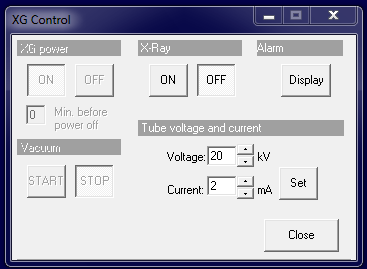 XG Control
XG power
X-Ray
Alarm
ON OFF
ON OFF
Display
0 Min. before
power off
Tube voltage and current
Vacuum
Voltage: 20 kV
START STOP
Current: 2 mA
Set
Close